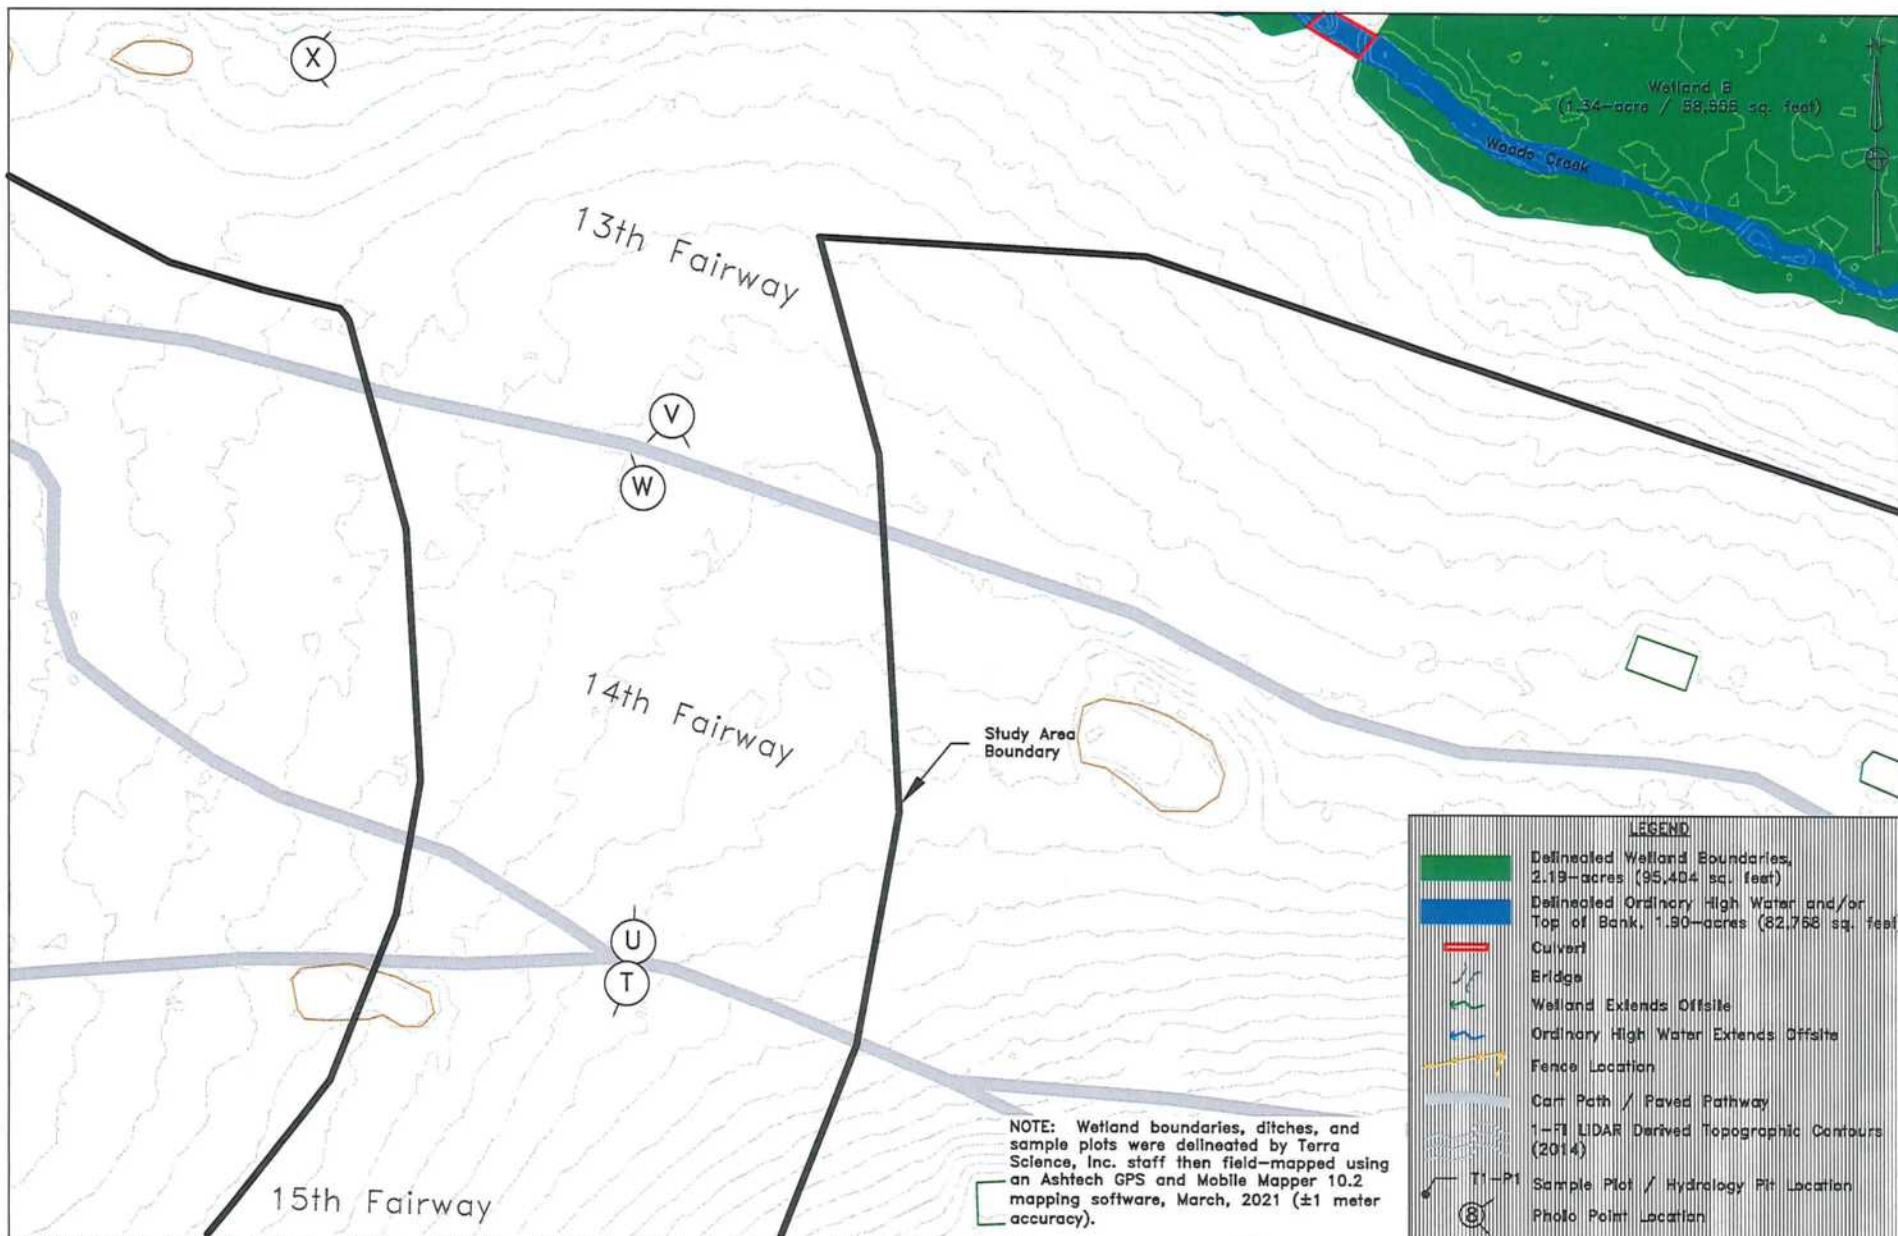 X
Wetland B
(1.34-acre / 58,566 sq. feet)
Woods Creek
13th Fairway
V
W
14th Fairway
Study Area
Boundary
U
T
15th Fairway
NOTE: Wetland boundaries, ditches, and
sample plots were delineated by Terra
Science, Inc. staff then field-mapped using
an Ashtech GPS and Mobile Mapper 10.2
mapping software, March, 2021 (±1 meter
accuracy).
LEGEND
Delineated Wetland Boundaries,
2.19-acres (95,404 sq. feet)
Delineated Ordinary High Water and/or
Top of Bank, 1.90-acres (82,768 sq. feet
Culvert
Bridge
Wetland Extends Offsite
Ordinary High Water Extends Offsite
Fence Location
Cart Path / Paved Pathway
1-Ft LIDAR Derived Topographic Contours
(2014)
T1-P1 Sample Plot / Hydrology Pit Location
8 Photo Point Location